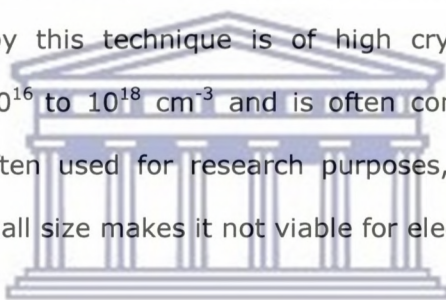 by this technique is of high cry
0¹⁶ to 10¹⁸ cm⁻³ and is often con
ten used for research purposes,
all size makes it not viable for ele